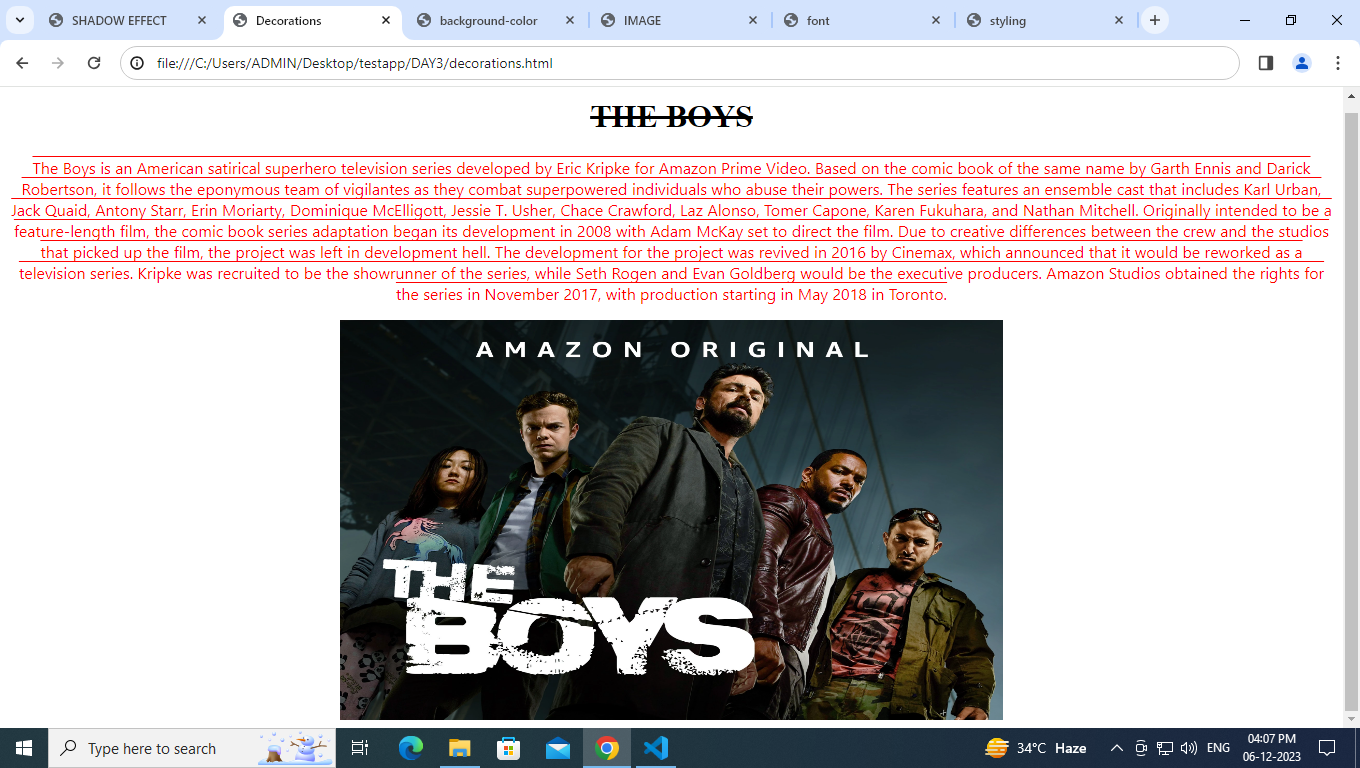 SHADOW EFFECT
Decorations
background-color
IMAGE
font
styling
file:///C:/Users/ADMIN/Desktop/testapp/DAY3/decorations.html
THE BOYS
The Boys is an American satirical superhero television series developed by Eric Kripke for Amazon Prime Video. Based on the comic book of the same name by Garth Ennis and Darick
Robertson, it follows the eponymous team of vigilantes as they combat superpowered individuals who abuse their powers. The series features an ensemble cast that includes Karl Urban,
Jack Quaid, Antony Starr, Erin Moriarty, Dominique McElligott, Jessie T. Usher, Chace Crawford, Laz Alonso, Tomer Capone, Karen Fukuhara, and Nathan Mitchell. Originally intended to be a
feature-length film, the comic book series adaptation began its development in 2008 with Adam McKay set to direct the film. Due to creative differences between the crew and the studios
that picked up the film, the project was left in development hell. The development for the project was revived in 2016 by Cinemax, which announced that it would be reworked as a
television series. Kripke was recruited to be the showrunner of the series, while Seth Rogen and Evan Goldberg would be the executive producers. Amazon Studios obtained the rights for
the series in November 2017, with production starting in May 2018 in Toronto.
AMAZON ORIGINAL
THE
BOYS
Type here to search
34°C Haze
ENG
04:07 PM
06-12-2023